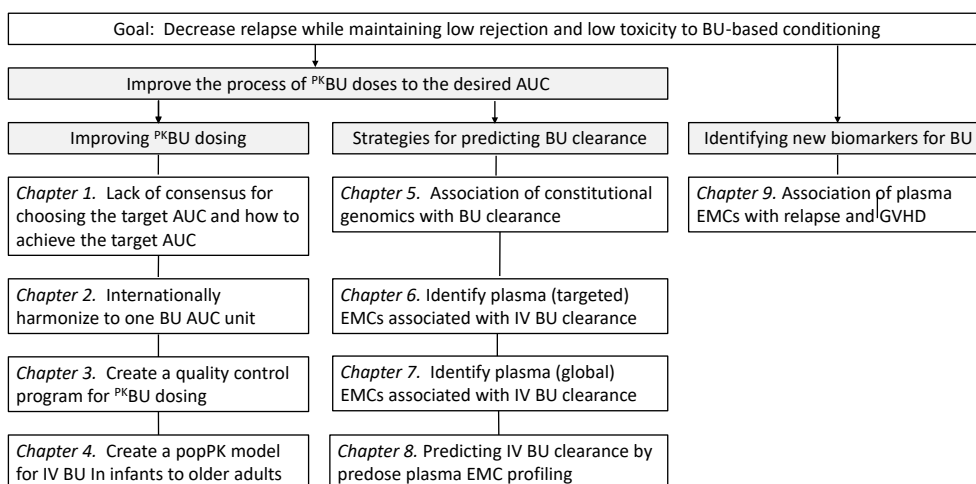 Goal:  Decrease relapse while maintaining low rejection and low toxicity to BU-based conditioning
Improve the process of PKBU doses to the desired AUC
Improving PKBU dosing
Chapter 1.  Lack of consensus for
choosing the target AUC and how to
achieve the target AUC
Chapter 2.  Internationally
harmonize to one BU AUC unit
Chapter 3.  Create a quality control
program for PKBU dosing
Chapter 4.  Create a popPK model
for IV BU In infants to older adults
Strategies for predicting BU clearance
Chapter 5.  Association of constitutional
genomics with BU clearance
Chapter 6. Identify plasma (targeted)
EMCs associated with IV BU clearance
Chapter 7.  Identify plasma (global)
EMCs associated with IV BU clearance
Chapter 8. Predicting IV BU clearance by
predose plasma EMC profiling
Identifying new biomarkers for BU
Chapter 9. Association of plasma
EMCs with relapse and GVHD